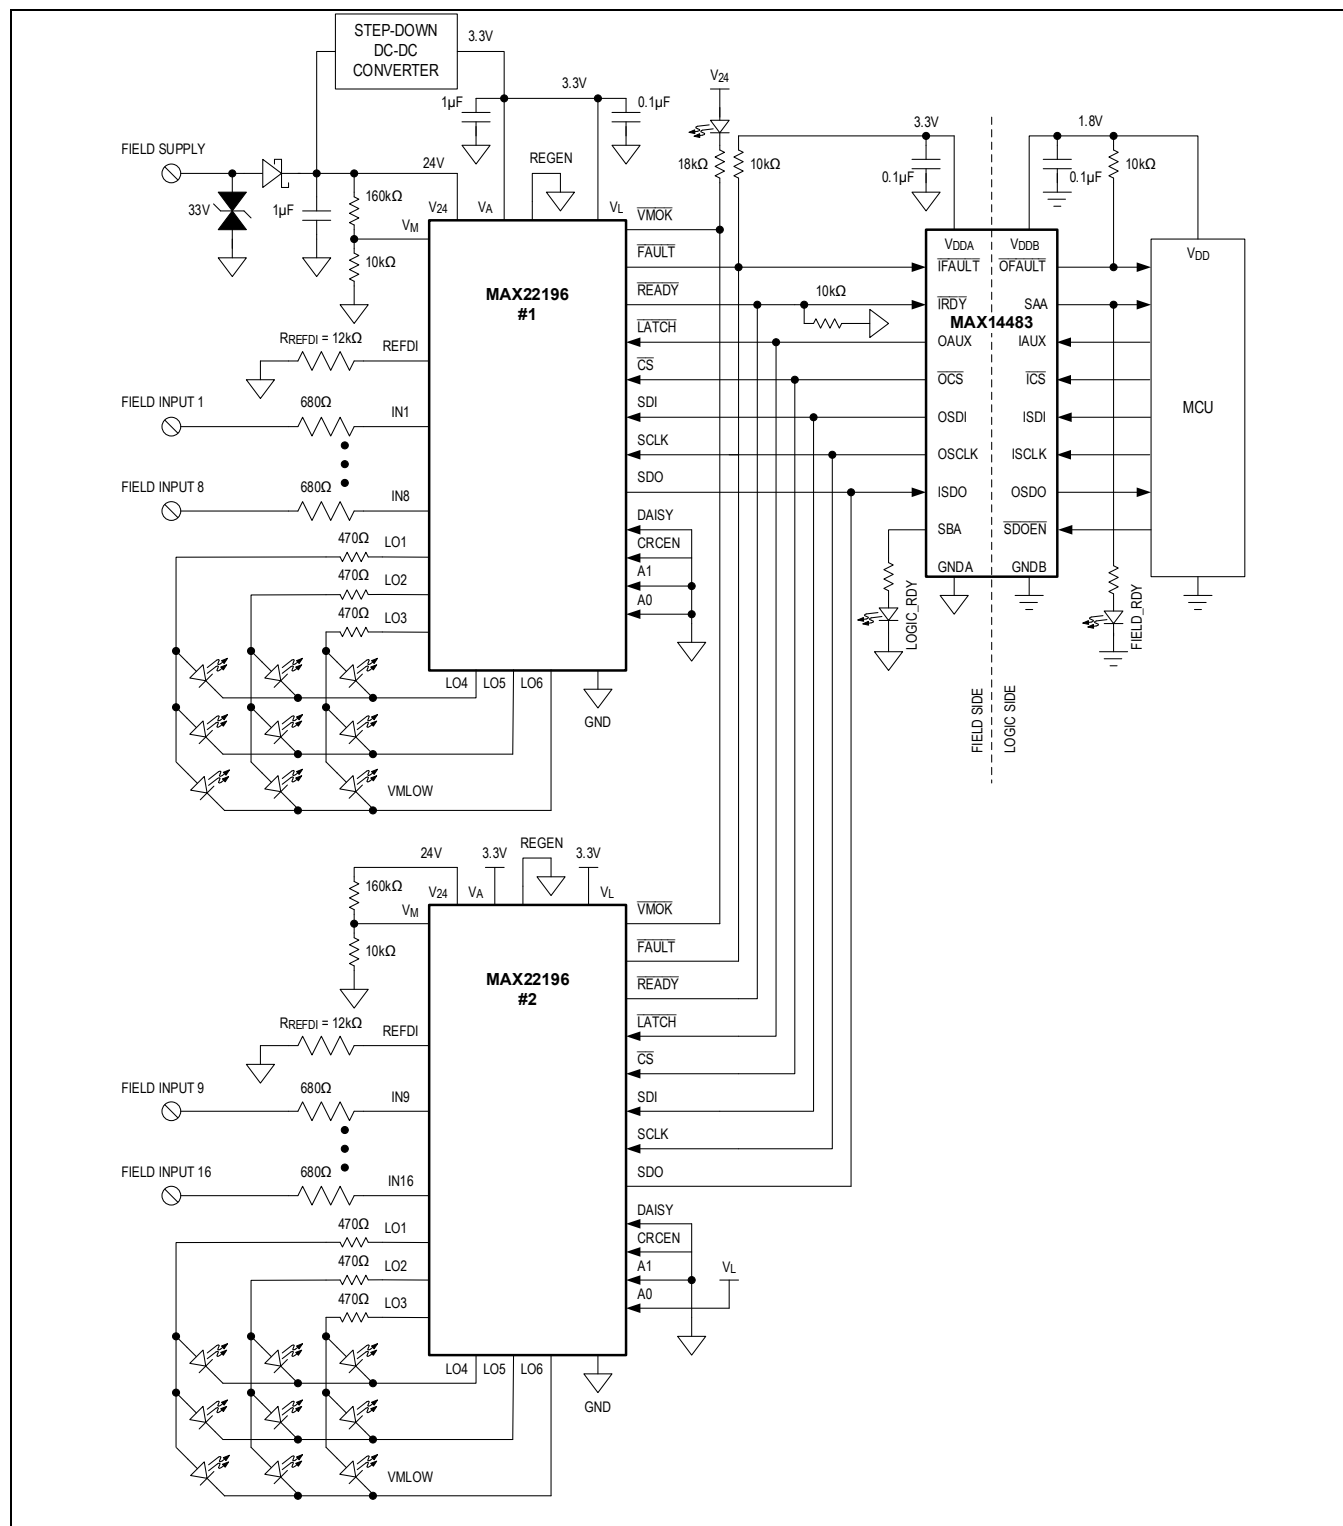 STEP-DOWN
DC-DC
CONVERTER
3.3V
3.3V
1µF
0.1µF
V24
3.3V
1.8V
FIELD SUPPLY
24V
REGEN
18kΩ
10kΩ
0.1µF
0.1µF
10kΩ
33V
1µF
160kΩ
V24
VA
VL
VM
VMOK
10kΩ
FAULT
VDDA
VDDB
VDD
IFAULT
OFAULT
MAX22196
#1
READY
10kΩ
IRDY
SAA
MAX14483
LATCH
OAUX
IAUX
RREFDI = 12kΩ
REFDI
CS
OCS
ICS
MCU
FIELD INPUT 1
680Ω
IN1
SDI
OSDI
ISDI
SCLK
OSCLK
ISCLK
FIELD INPUT 8
680Ω
IN8
SDO
ISDO
OSDO
DAISY
SBA
SDOEN
470Ω
LO1
CRCEN
GNDA
GNDB
470Ω
LO2
A1
470Ω
LO3
A0
LOGIC_RDY
FIELD_RDY
LO4
LO5
LO6
GND
FIELD SIDE
LOGIC SIDE
VMLOW
24V
3.3V
REGEN
3.3V
160kΩ
V24
VA
VL
VM
VMOK
10kΩ
FAULT
MAX22196
#2
READY
RREFDI = 12kΩ
REFDI
LATCH
CS
FIELD INPUT 9
680Ω
IN9
SDI
SCLK
FIELD INPUT 16
680Ω
IN16
SDO
DAISY
470Ω
LO1
CRCEN
470Ω
LO2
A1
VL
470Ω
LO3
A0
LO4
LO5
LO6
GND
VMLOW